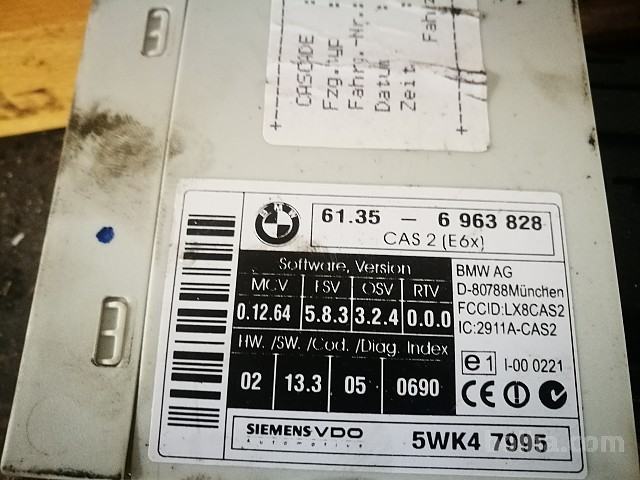 CASCADE :
Fzg.typ :
Fahrg.-Nr.:
Datum :
Zeit :
BMW
61.35 - 6 963 828
CAS 2 (E6x)
Software, Version
MCV FSV OSV RTV
0.12.64 5.8.3 3.2.4 0.0.0
HW. /SW. /Cod. /Diag. Index
02 13.3 05 0690
BMW AG
D-80788München
FCCID:LX8CAS2
IC:2911A-CAS2
e1 I-00 0221
CE
SIEMENS VDO
Automotive
5WK4 7995